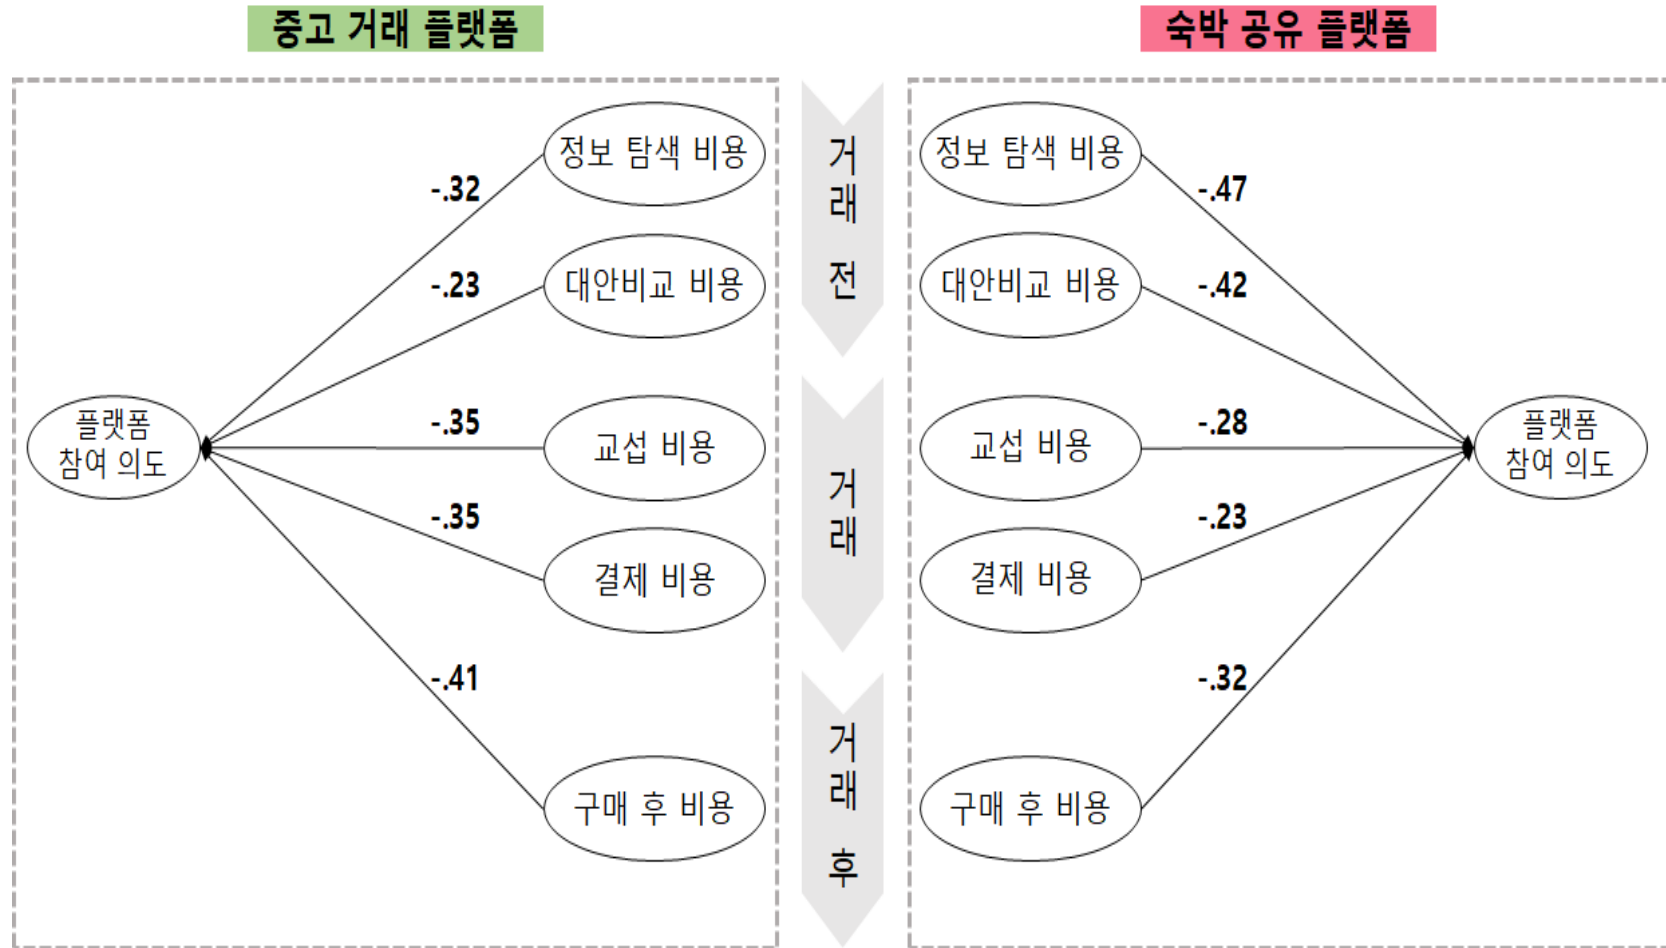 중고 거래 플랫폼
정보 탐색 비용
-.32
대안비교 비용
-.23
플랫폼
참여 의도
교섭 비용
-.35
결제 비용
-.35
구매 후 비용
-.41
거
래
전
거
래
거
래
후
숙박 공유 플랫폼
정보 탐색 비용
-.47
대안비교 비용
-.42
교섭 비용
-.28
플랫폼
참여 의도
결제 비용
-.23
구매 후 비용
-.32